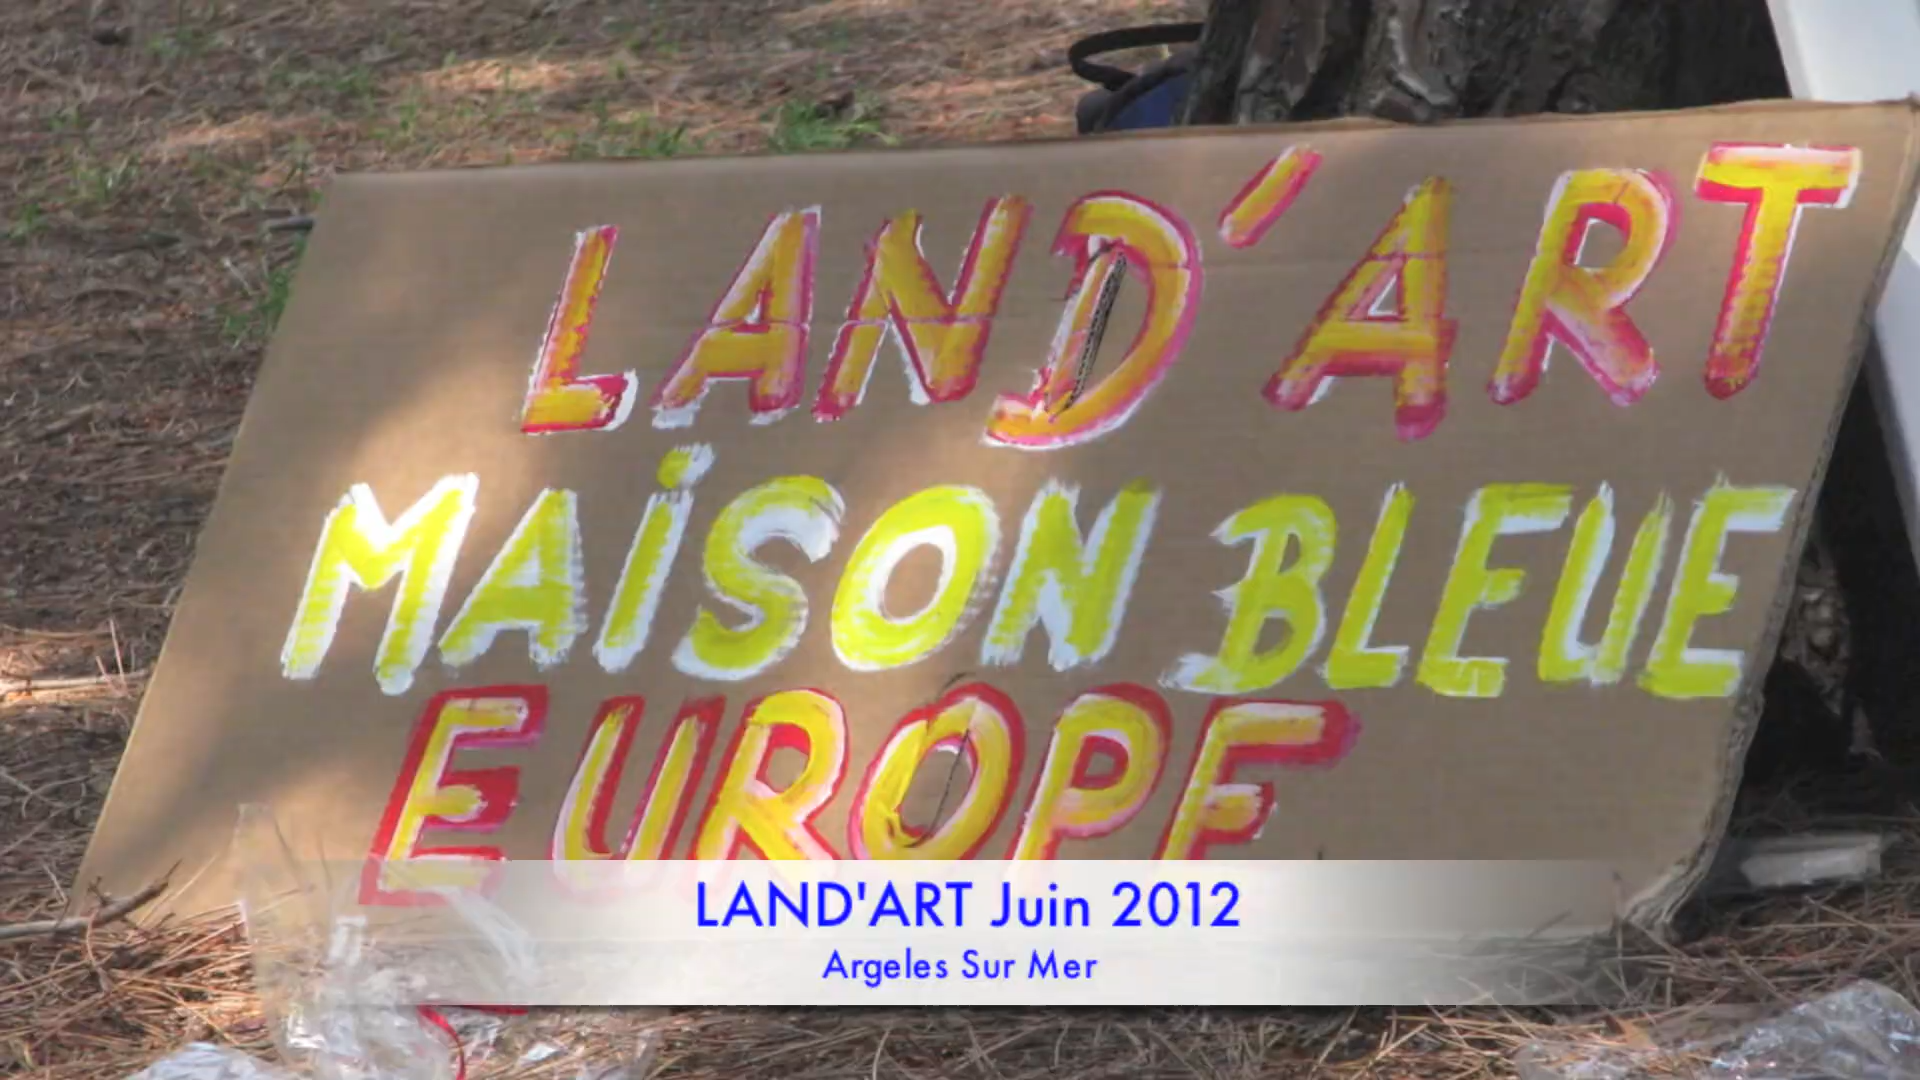 LAND'ART
MAiSON BLEUE
EUROPE
LAND'ART Juin 2012
Argeles Sur Mer